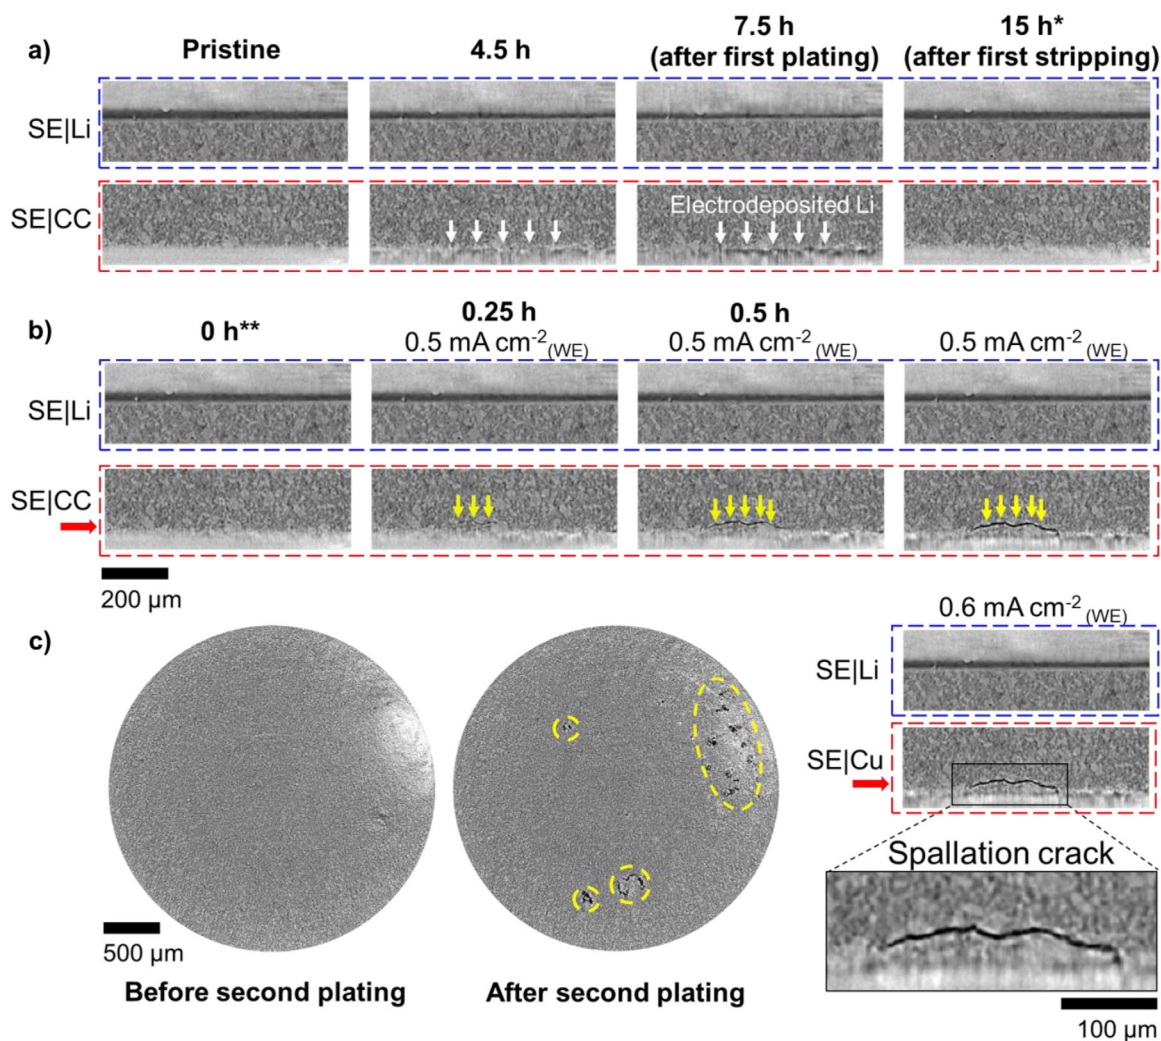 a)
Pristine
4.5 h
7.5 h
(after first plating)
15 h*
(after first stripping)
SE|Li
SE|CC
Electrodeposited Li
b)
0 h**
0.25 h
0.5 mA cm-2 (WE)
0.5 h
0.5 mA cm-2 (WE)
0.5 mA cm-2 (WE)
SE|Li
SE|CC
200 µm
c)
0.6 mA cm-2 (WE)
SE|Li
SE|Cu
Spallation crack
500 µm
Before second plating
After second plating
100 µm